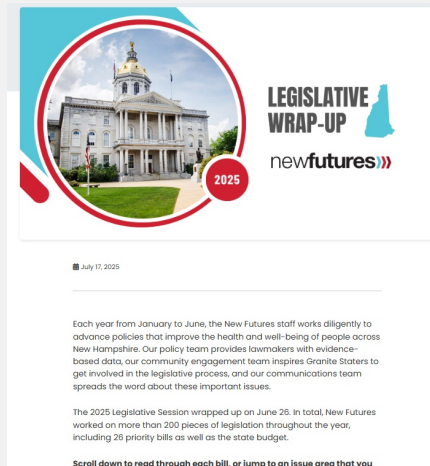 LEGISLATIVE
WRAP-UP
newfutures
2025
July 17, 2025
Each year from January to June, the New Futures staff works diligently to
advance policies that improve the health and well-being of people across
New Hampshire. Our policy team provides lawmakers with evidence-
based data, our community engagement team inspires Granite Staters to
get involved in the legislative process, and our communications team
spreads the word about these important issues.
The 2025 Legislative Session wrapped up on June 26. In total, New Futures
worked on more than 200 pieces of legislation throughout the year,
including 26 priority bills as well as the state budget.
Scroll down to read through each bill, or jump to an issue area that you